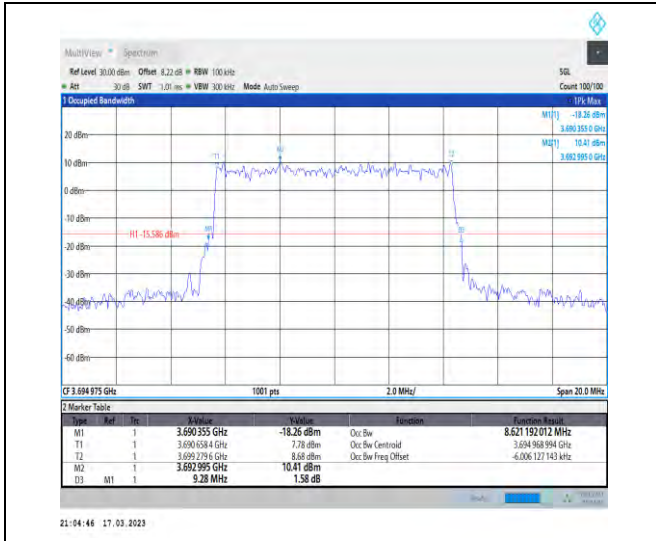 MultiView Spectrum
Ref Level 30.00 dBm Offset 8.22 dB RBW 100 kHz SGL
Att 30 dB SWT 1.01 ms VBW 300 kHz Mode Auto Sweep Count 100/100
1 Occupied Bandwidth 1Pk Max
M1[1] -18.26 dBm
3.690 355 0 GHz
M2[1] 10.41 dBm
3.692 995 0 GHz
20 dBm
10 dBm
0 dBm
-10 dBm
-20 dBm
-30 dBm
-40 dBm
-50 dBm
-60 dBm
T1
M2
T2
M1
D3
H1 -15.586 dBm
CF 3.694 975 GHz 1001 pts 2.0 MHz/ Span 20.0 MHz
2 Marker Table
Type Ref Trc X-Value Y-Value Function Function Result
M1 1 3.690 355 GHz -18.26 dBm Occ Bw 8.621 192 012 MHz
T1 1 3.690 658 4 GHz 7.78 dBm Occ Bw Centroid 3.694 968 994 GHz
T2 1 3.699 279 6 GHz 8.68 dBm Occ Bw Freq Offset -6.006 127 143 kHz
M2 1 3.692 995 GHz 10.41 dBm
D3 M1 1 9.28 MHz 1.58 dB
21:04:46 17.03.2023